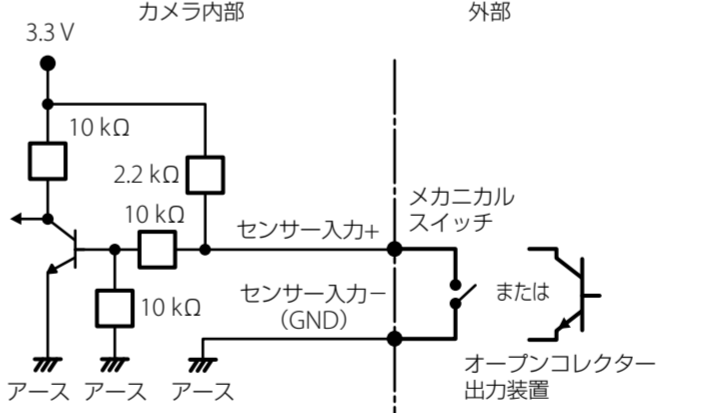 カメラ内部
外部
3.3 V
10 kΩ
2.2 kΩ
10 kΩ
センサー入力+
メカニカル
スイッチ
10 kΩ
センサー入力−
（GND）
または
アース
アース
アース
オープンコレクター
出力装置